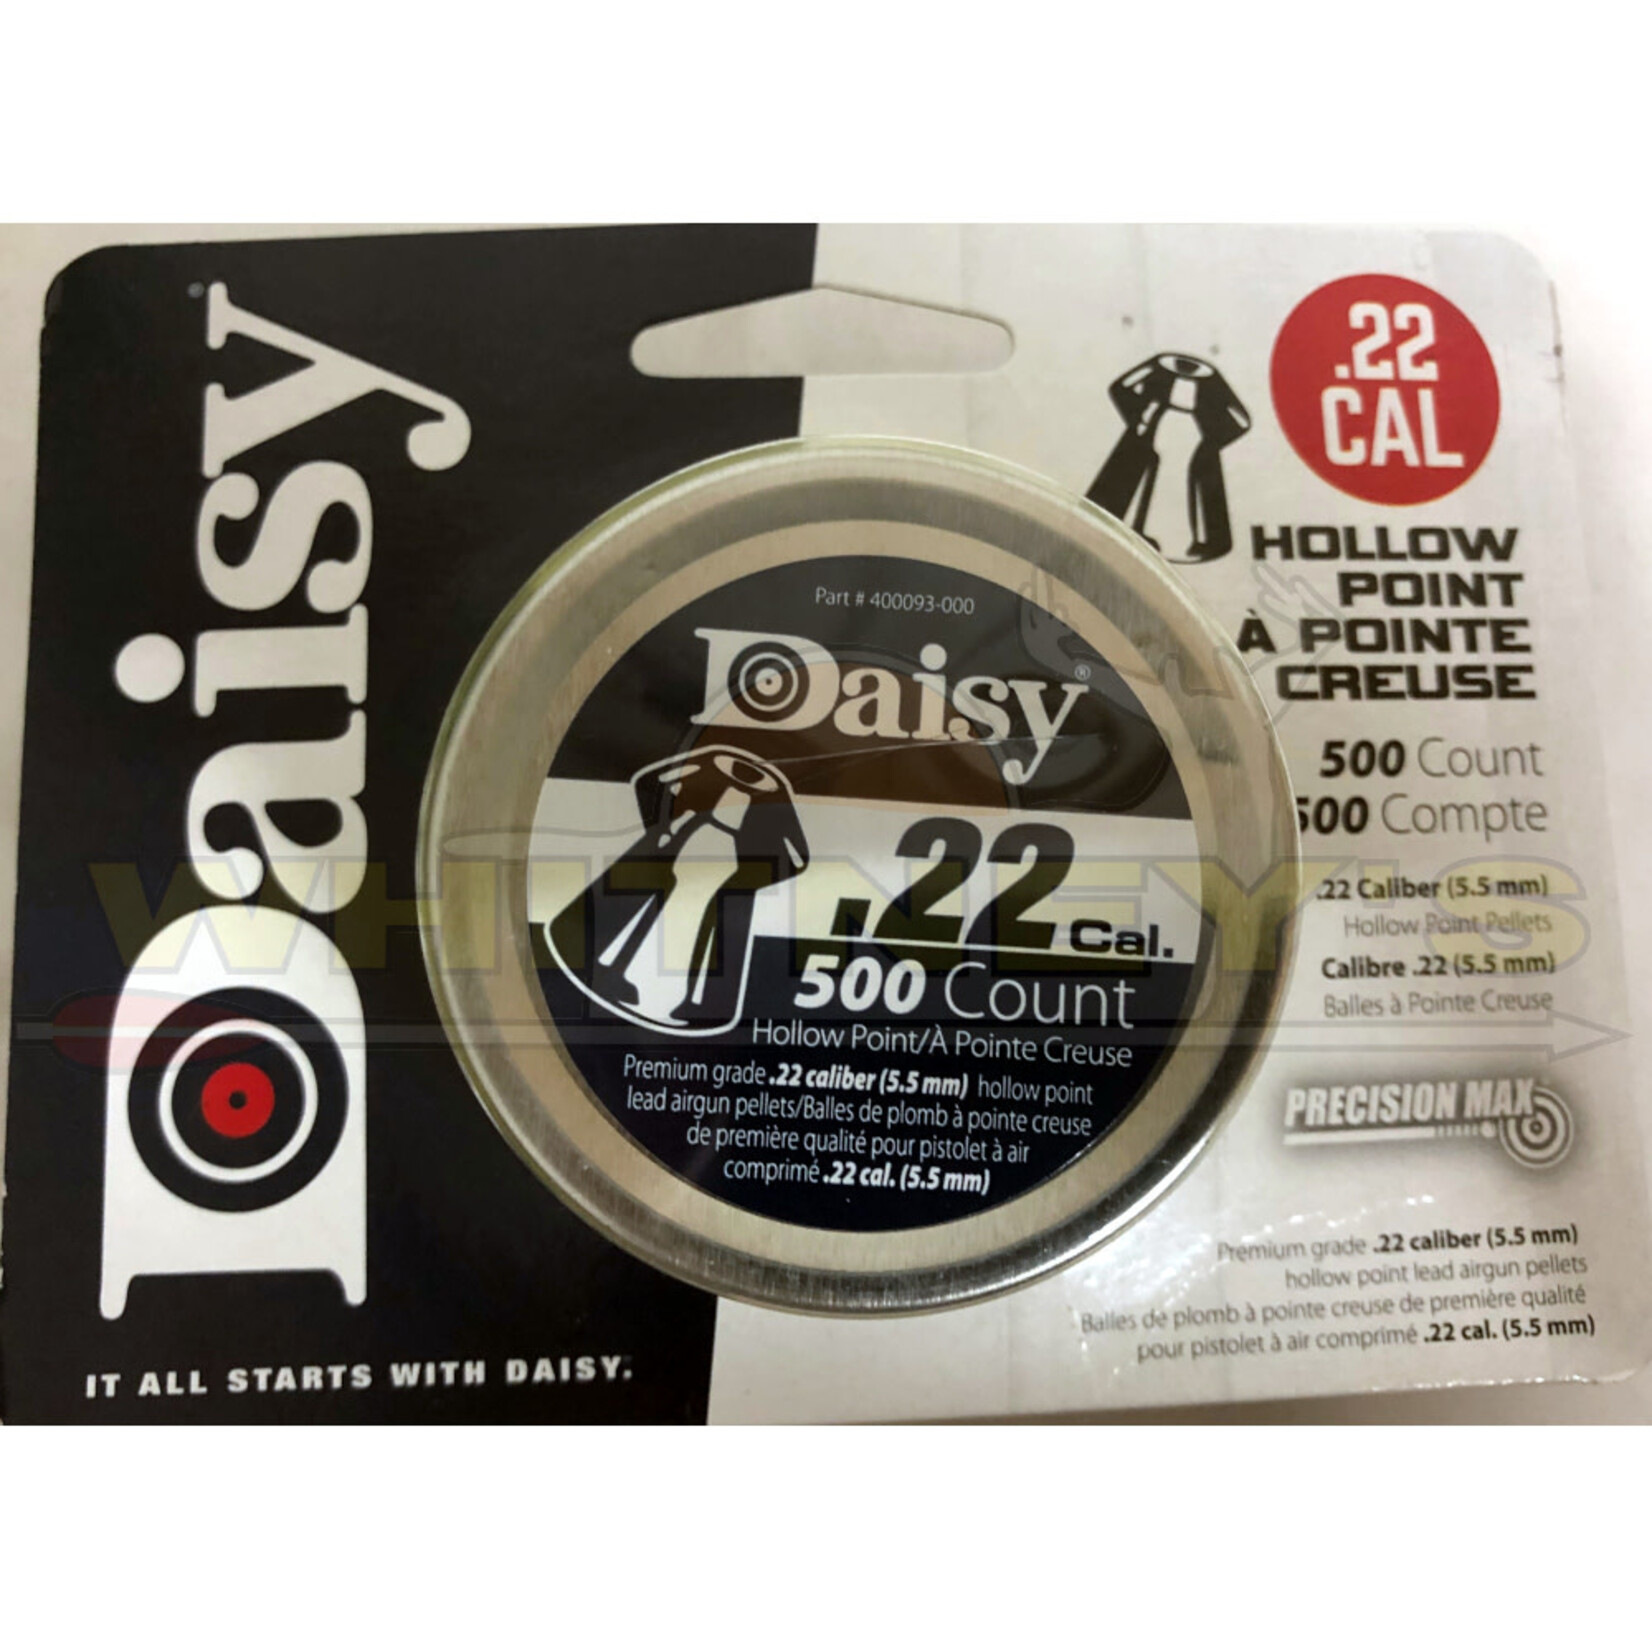 Daisy
IT ALL STARTS WITH DAISY.
.22
CAL
HOLLOW
POINT
À POINTE
CREUSE
500 Count
500 Compte
.22 Caliber (5.5 mm)
Hollow Point Pellets
Calibre .22 (5.5 mm)
Balles à Pointe Creuse
PRECISION MAX
Premium grade .22 caliber (5.5 mm)
hollow point lead airgun pellets
Balles de plomb à pointe creuse de première qualité
pour pistolet à air comprimé .22 cal. (5.5 mm)
Part # 400093-000
Daisy®
.22 Cal.
500 Count
Hollow Point/À Pointe Creuse
Premium grade .22 caliber (5.5 mm) hollow point
lead airgun pellets/Balles de plomb à pointe creuse
de première qualité pour pistolet à air
comprimé .22 cal. (5.5 mm)
WHITNEY'S